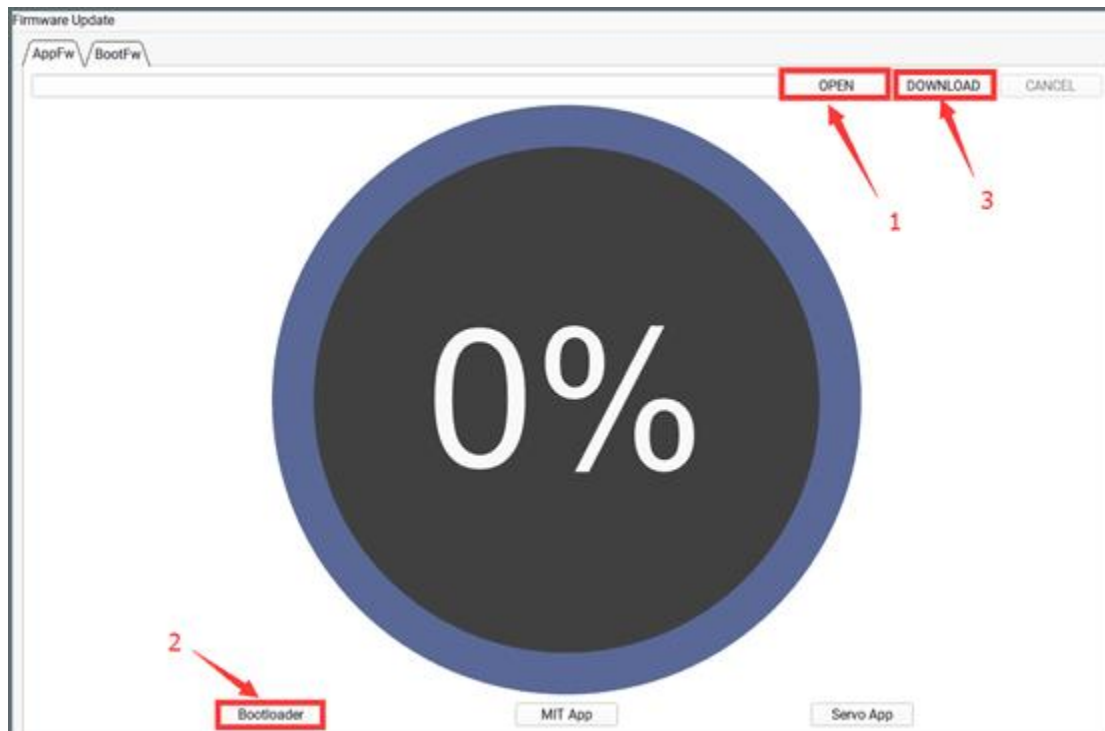 Firmware Update
AppFw BootFw
OPEN DOWNLOAD CANCEL
1
3
0%
2
Bootloader MIT App Servo App